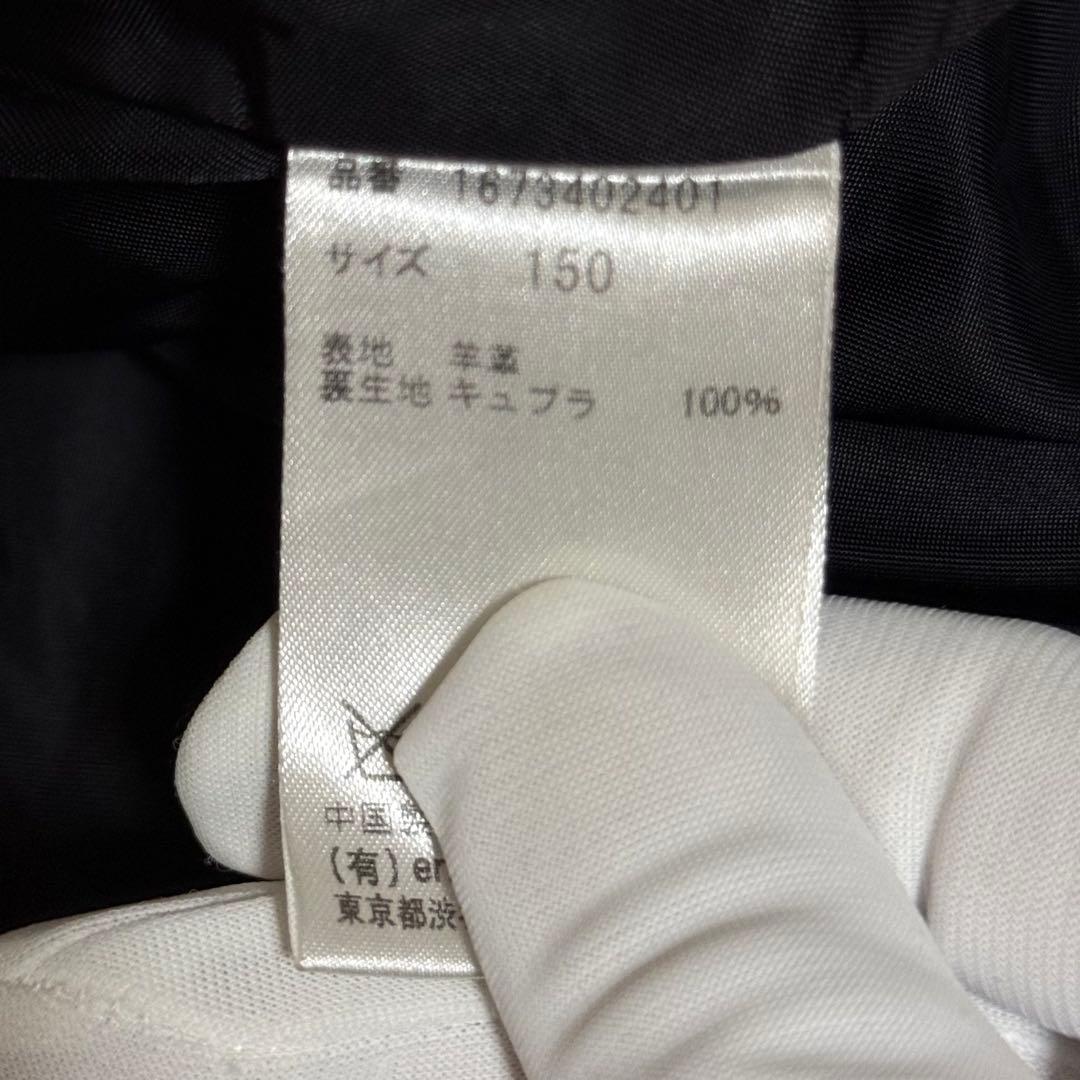 品番 1673402401
サイズ 150
表地 羊革
裏生地 キュプラ 100%
中国
(有) er
東京都渋